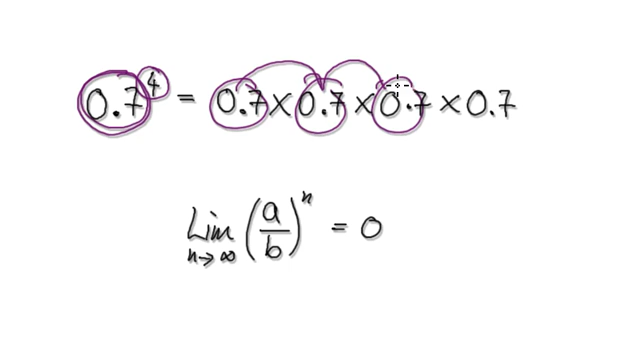 0.7⁴ = 0.7 × 0.7 × 0.7 × 0.7
Lim n→∞ (a/b)ⁿ = 0